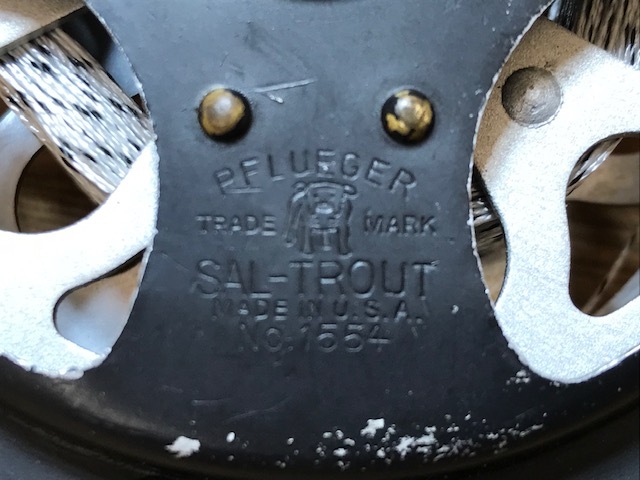 PFLUEGER
TRADE MARK
SAL-TROUT
MADE IN U.S.A.
NO. 1554